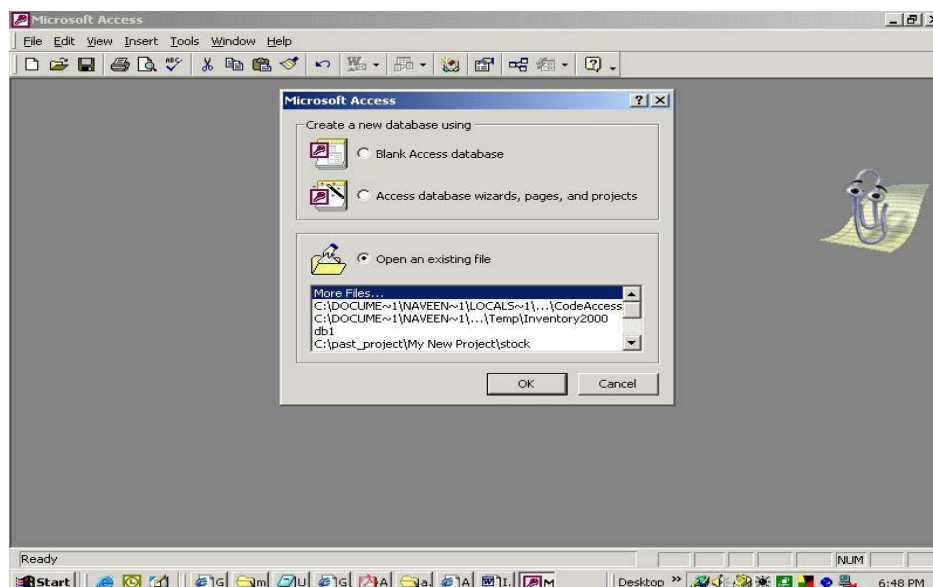 Microsoft Access
File Edit View Insert Tools Window Help
Microsoft Access
Create a new database using
Blank Access database
Access database wizards, pages, and projects
Open an existing file
More Files...
C:\DOCUME~1\NAVEEN~1\LOCALS~1\...\CodeAccess
C:\DOCUME~1\NAVEEN~1\...\Temp\Inventory2000
db1
C:\past_project\My New Project\stock
OK Cancel
Ready NUM
Start G m U G A a A I. M Desktop » 6:48 PM